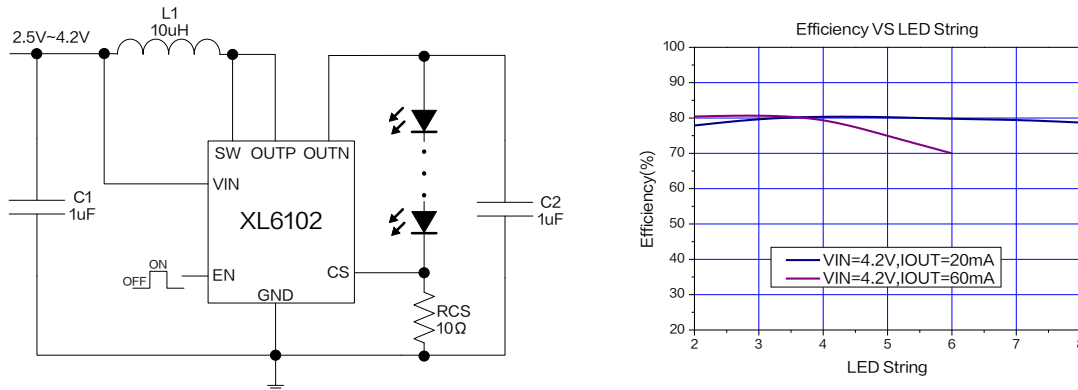 L1
10uH
2.5V~4.2V
SW OUTP OUTN
VIN
C1
1uF
XL6102
C2
1uF
ON
OFF
EN
CS
GND
RCS
10Ω
Efficiency VS LED String
Efficiency(%)
100
90
80
70
60
50
40
30
20
VIN=4.2V,IOUT=20mA
VIN=4.2V,IOUT=60mA
2 3 4 5 6 7 8
LED String